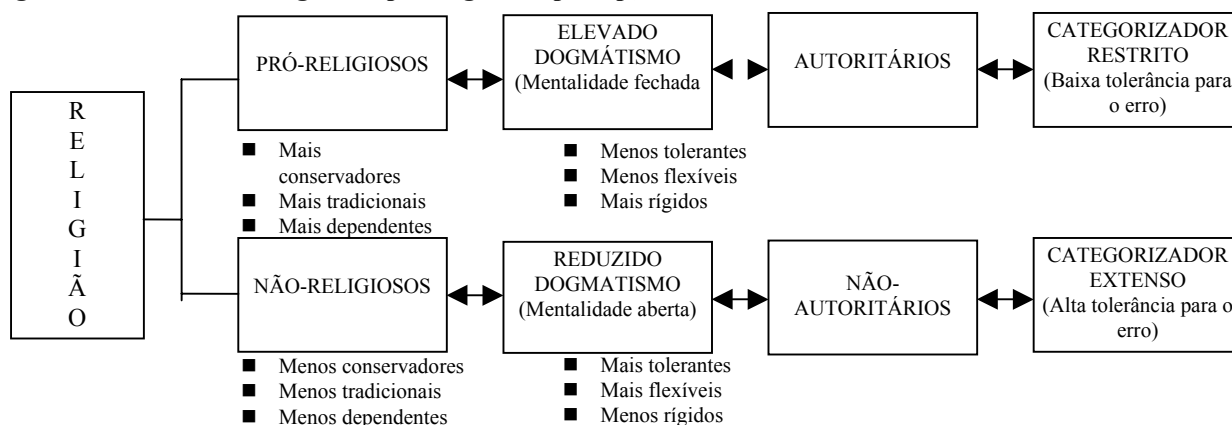 R
E
L
I
G
I
Ã
O
PRÓ-RELIGIOSOS
Mais
conservadores
Mais tradicionais
Mais dependentes
ELEVADO
DOGMÁTISMO
(Mentalidade fechada
Menos tolerantes
Menos flexíveis
Mais rígidos
AUTORITÁRIOS
CATEGORIZADOR
RESTRITO
(Baixa tolerância para
o erro)
NÃO-RELIGIOSOS
Menos conservadores
Menos tradicionais
Menos dependentes
REDUZIDO
DOGMATISMO
(Mentalidade aberta)
Mais tolerantes
Mais flexíveis
Menos rígidos
NÃO-
AUTORITÁRIOS
CATEGORIZADOR
EXTENSO
(Alta tolerância para o
erro)